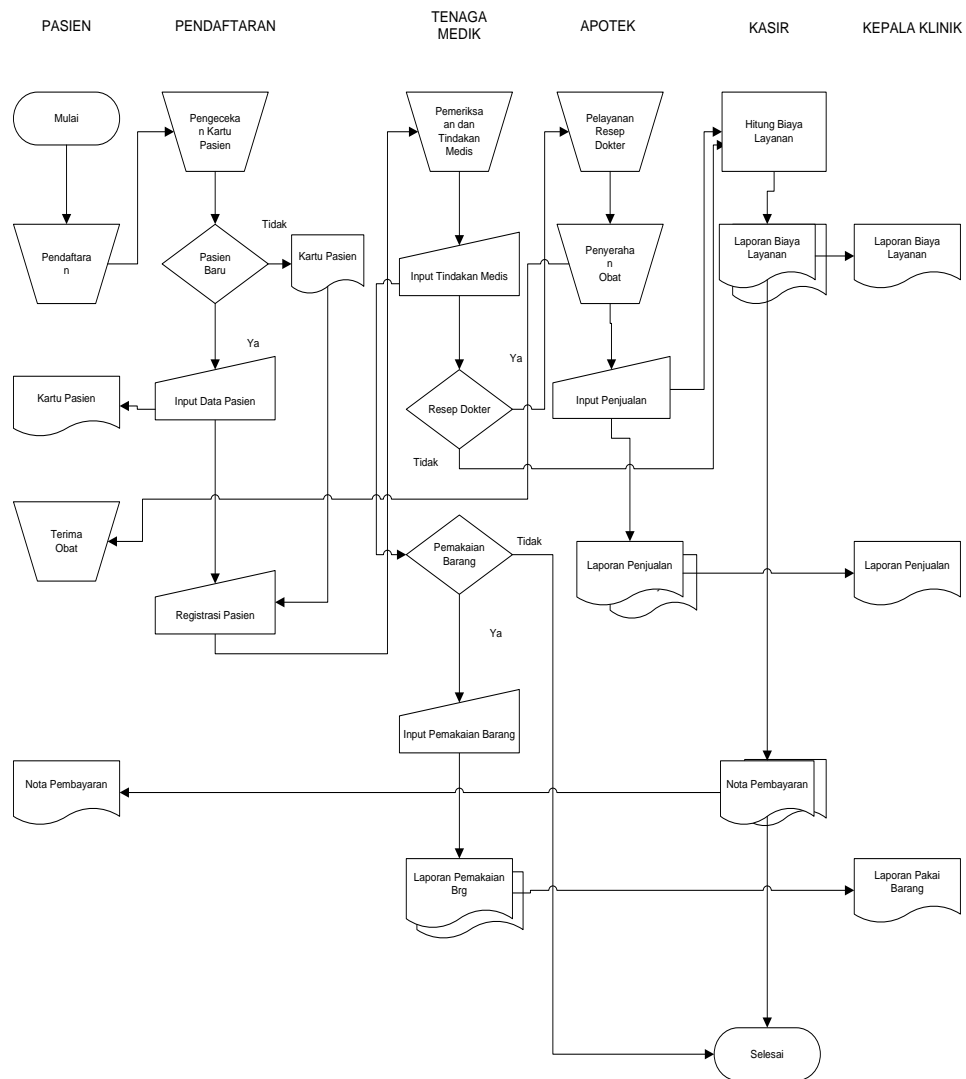 PASIEN
PENDAFTARAN
TENAGA
MEDIK
APOTEK
KASIR
KEPALA KLINIK
Mulai
Pengeceka
n Kartu
Pasien
Pemeriksa
an dan
Tindakan
Medis
Pelayanan
Resep
Dokter
Hitung Biaya
Layanan
Pendaftara
n
Pasien
Baru
Tidak
Kartu Pasien
Input Tindakan Medis
Penyeraha
n
Obat
Laporan Biaya
Layanan
Laporan Biaya
Layanan
Ya
Kartu Pasien
Input Data Pasien
Resep Dokter
Ya
Input Penjualan
Tidak
Terima
Obat
Pemakaian
Barang
Tidak
Laporan Penjualan
Laporan Penjualan
Registrasi Pasien
Ya
Input Pemakaian Barang
Nota Pembayaran
Nota Pembayaran
Laporan Pemakaian
Brg
Laporan Pakai
Barang
Selesai